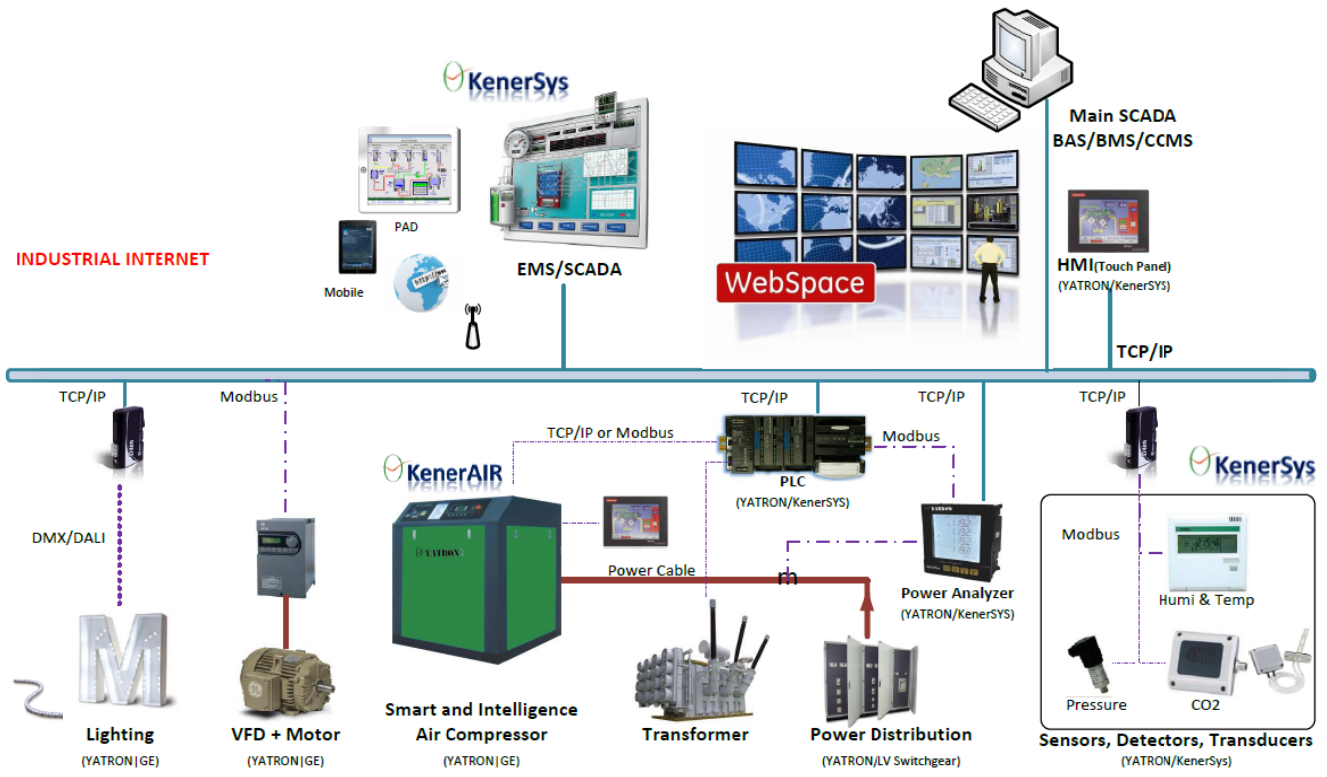 KenerSys
Main SCADA
BAS/BMS/CCMS
PAD
INDUSTRIAL INTERNET
Mobile
http://www
EMS/SCADA
WebSpace
HMI(Touch Panel)
(YATRON/KenerSYS)
TCP/IP
TCP/IP
Modbus
TCP/IP
TCP/IP
TCP/IP
TCP/IP or Modbus
Modbus
KenerAIR
PLC
(YATRON/KenerSYS)
KenerSys
DMX/DALI
YATRON
Modbus
Power Cable
m
Power Analyzer
(YATRON/KenerSYS)
Humi & Temp
Pressure
CO2
Lighting
(YATRON|GE)
VFD + Motor
(YATRON|GE)
Smart and Intelligence
Air Compressor
(YATRON|GE)
Transformer
Power Distribution
(YATRON/LV Switchgear)
Sensors, Detectors, Transducers
(YATRON/KenerSys)